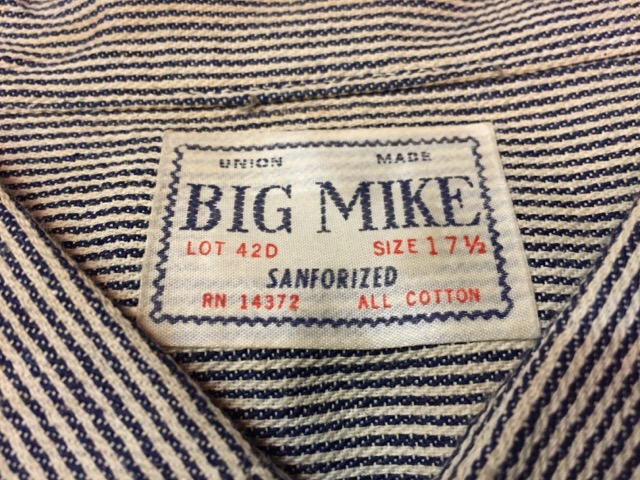 UNION MADE
BIG MIKE
LOT 42D SIZE 17½
SANFORIZED
RN 14372 ALL COTTON